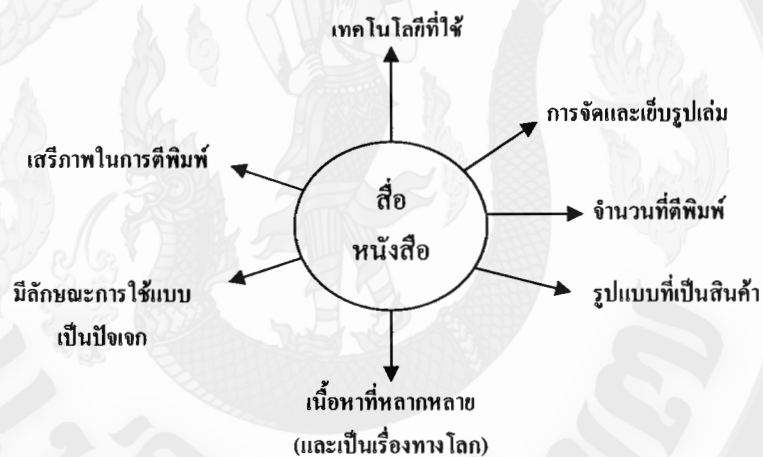 เทคโนโลยีที่ใช้
การจัดและเย็บรูปเล่ม
เสรีภาพในการตีพิมพ์
สื่อ
หนังสือ
จำนวนที่ตีพิมพ์
มีลักษณะการใช้แบบ
เป็นปัจเจก
รูปแบบที่เป็นสินค้า
เนื้อหาที่หลากหลาย
(และเป็นเรื่องทางโลก)